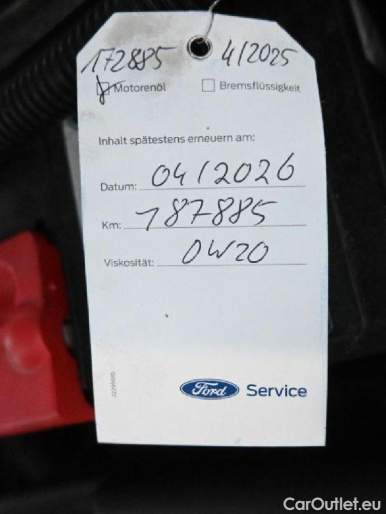 172885 4/2025
Motorenöl Bremsflüssigkeit
Inhalt spätestens erneuern am:
Datum: 04/2026
Km: 187885
Viskosität: 0W20
Ford Service
CarOutlet.eu